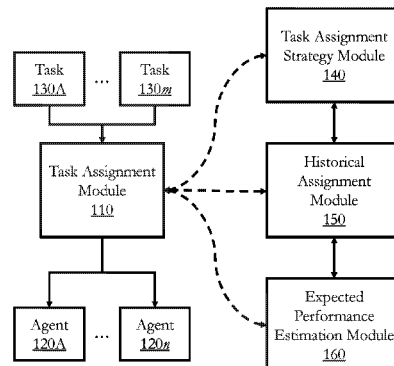 Task
130A
...
Task
130m
Task Assignment
Module
110
Agent
120A
...
Agent
120n
Task Assignment
Strategy Module
140
Historical
Assignment
Module
150
Expected
Performance
Estimation Module
160